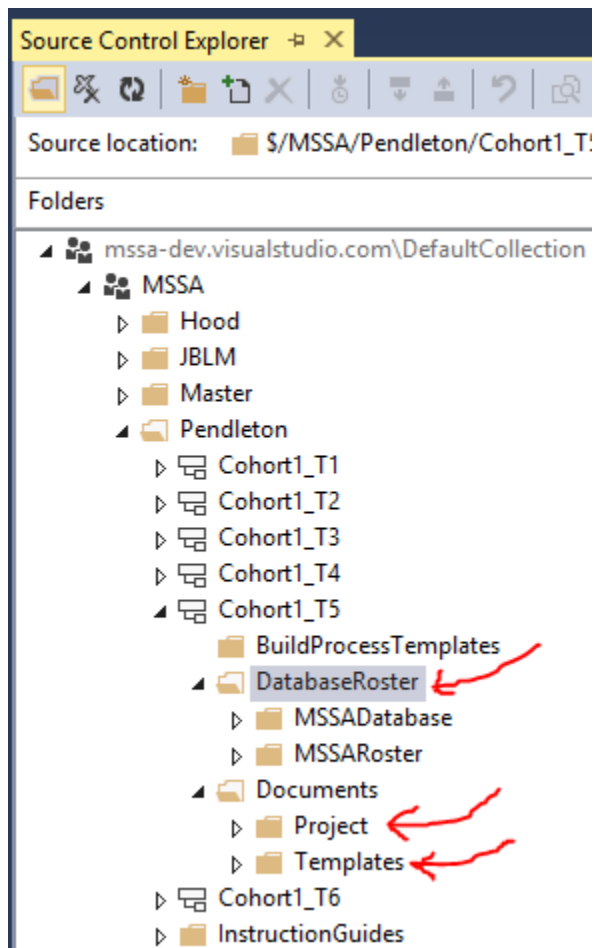 Source Control Explorer
Source location: $/MSSA/Pendleton/Cohort1_T5
Folders
mssa-dev.visualstudio.com\DefaultCollection
MSSA
Hood
JBLM
Master
Pendleton
Cohort1_T1
Cohort1_T2
Cohort1_T3
Cohort1_T4
Cohort1_T5
BuildProcessTemplates
DatabaseRoster
MSSADatabase
MSSARoster
Documents
Project
Templates
Cohort1_T6
InstructionGuides